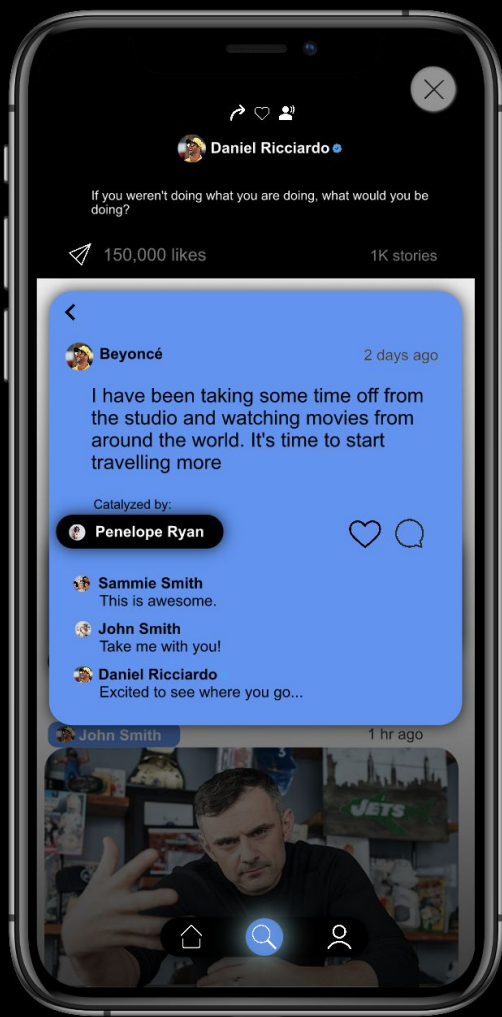 Daniel Ricciardo
If you weren't doing what you are doing, what would you be
doing?
150,000 likes
1K stories
Beyoncé
2 days ago
I have been taking some time off from
the studio and watching movies from
around the world. It's time to start
travelling more
Catalyzed by:
Penelope Ryan
Sammie Smith
This is awesome.
John Smith
Take me with you!
Daniel Ricciardo
Excited to see where you go...
John Smith
1 hr ago
JETS